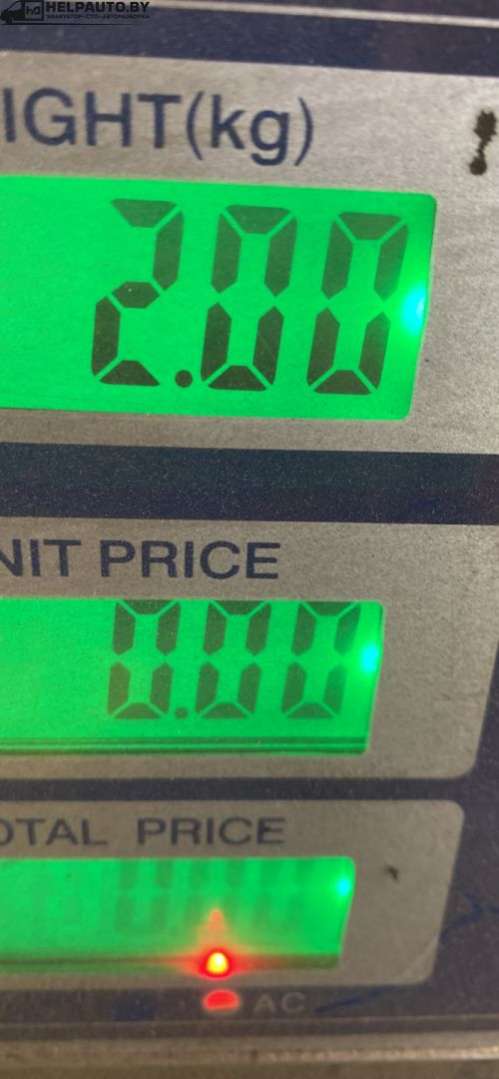 HELPAUTO.BY
IGHT(kg)
2.00
NIT PRICE
0.00
OTAL PRICE
AC